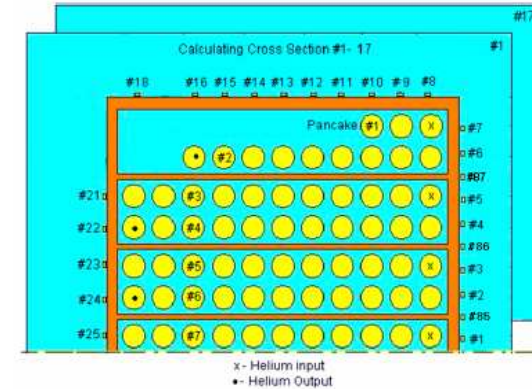 #17
Calculating Cross Section #1- 17
#1
#18 #16 #15 #14 #13 #12 #11 #10 #9 #8
Pancake #1 x #7
#2 #6
#87
#21 #3 x #5
#22 #4 #4
#86
#23 #5 x #3
#24 #6 #2
#86
#25 #7 x #1
x - Helium input
●- Helium Output